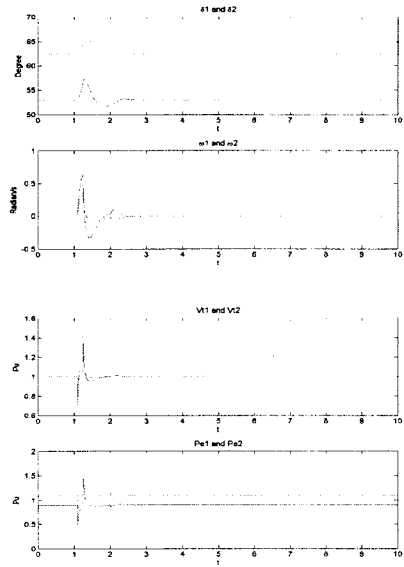 δ1 and δ2
70
65
60
55
50
Degree
0 1 2 3 4 5 6 7 8 9 10
t
ω1 and ω2
1
0.5
0
-0.5
Radian/s
0 1 2 3 4 5 6 7 8 9 10
t
Vt1 and Vt2
1.6
1.4
1.2
1
0.8
0.6
Pu
0 1 2 3 4 5 6 7 8 9 10
t
Pe1 and Pe2
2
1.5
1
0.5
0
Pu
0 1 2 3 4 5 6 7 8 9 10
t